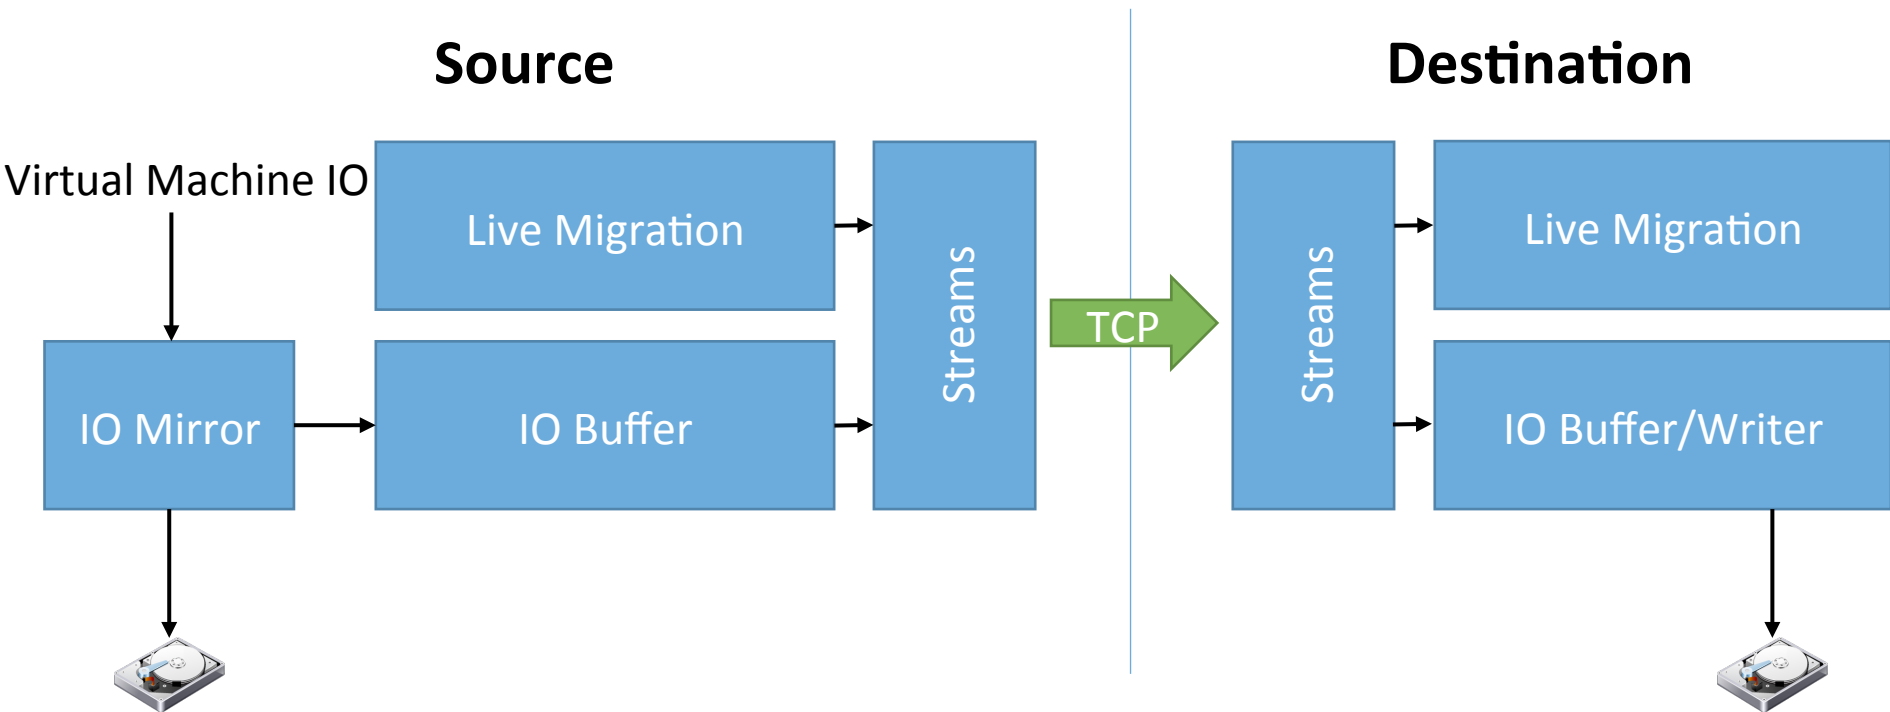 Source
Destination
Virtual Machine IO
Live Migration
Streams
TCP
Streams
Live Migration
IO Mirror
IO Buffer
IO Buffer/Writer